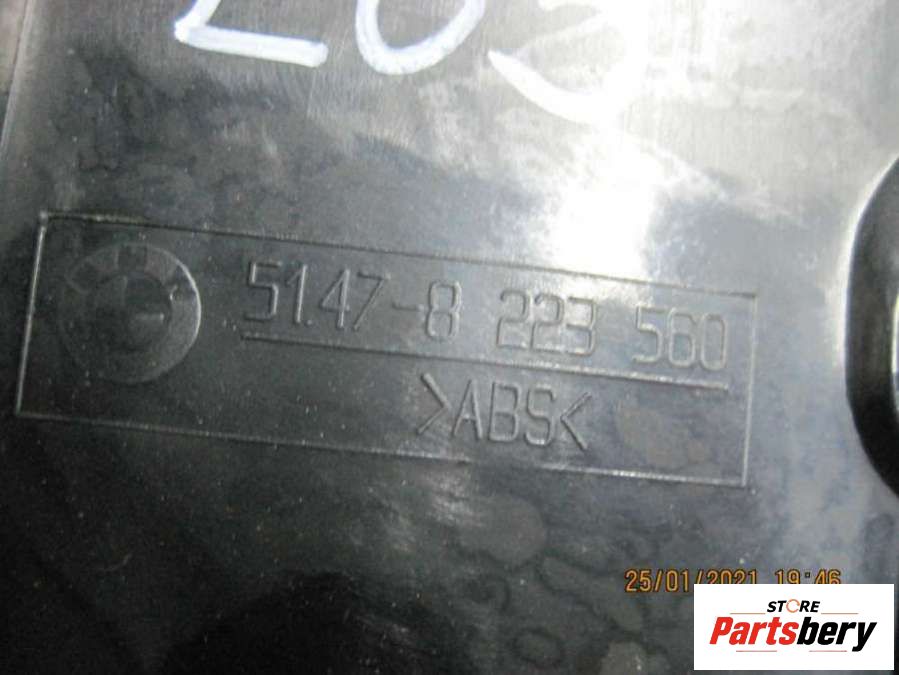 51.47-8 223 560
>ABS<
25/01/2021 19:46
STORE
Partsbery